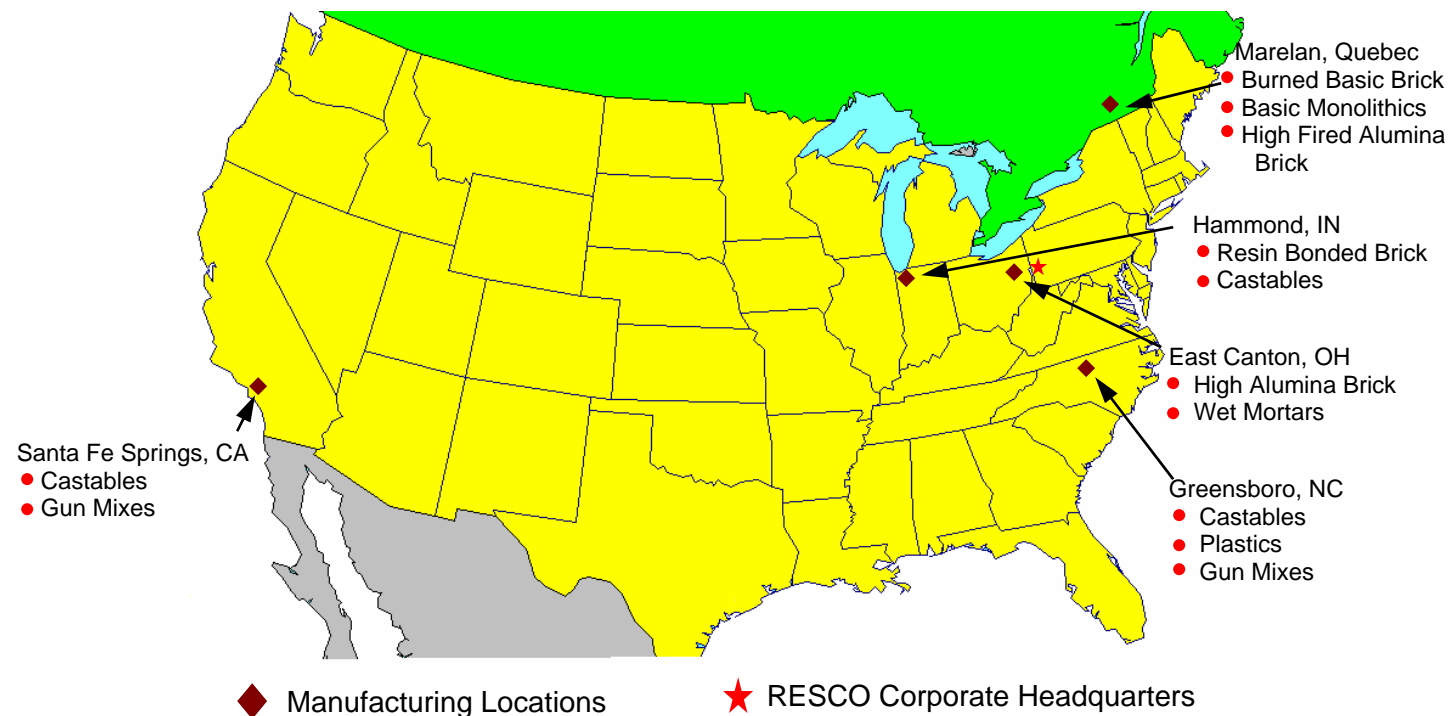 Marelan, Quebec
Burned Basic Brick
Basic Monolithics
High Fired Alumina
Brick
Hammond, IN
Resin Bonded Brick
Castables
East Canton, OH
High Alumina Brick
Wet Mortars
Santa Fe Springs, CA
Castables
Gun Mixes
Greensboro, NC
Castables
Plastics
Gun Mixes
Manufacturing Locations
RESCO Corporate Headquarters